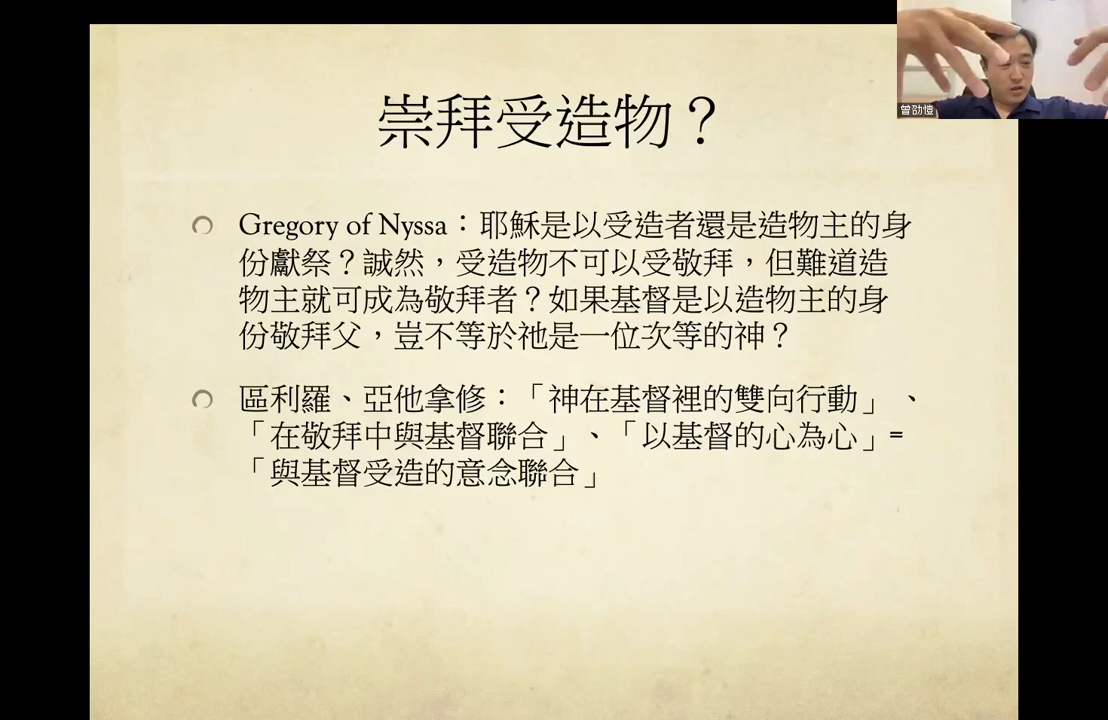 崇拜受造物？
曾劭愷
Gregory of Nyssa：耶穌是以受造者還是造物主的身
份獻祭？誠然，受造物不可以受敬拜，但難道造
物主就可成為敬拜者？如果基督是以造物主的身
份敬拜父，豈不等於祂是一位次等的神？
區利羅、亞他拿修：「神在基督裡的雙向行動」、
「在敬拜中與基督聯合」、「以基督的心為心」=
「與基督受造的意念聯合」